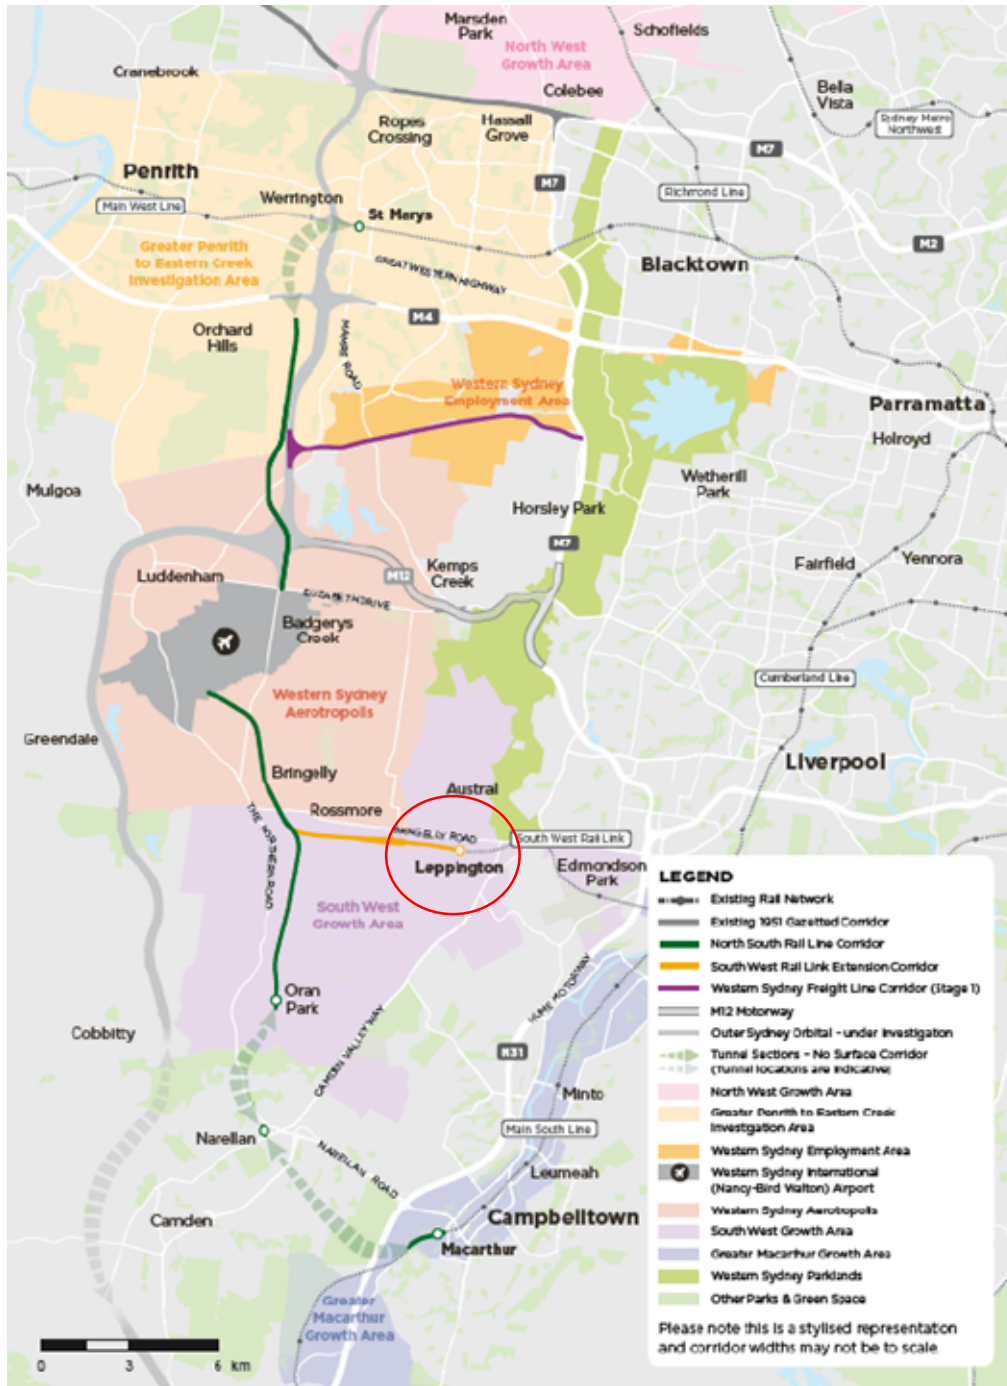 Marsden
Park
Schofields
North West
Growth Area
Cranebrook
Colebee
Bella
Vista
Ropes
Crossing
Hassall
Grove
Sydney Metro
Northwest
M7
Penrith
M7
Werrington
Richmond Line
Main West Line
St Marys
M2
Greater Penrith
to Eastern Creek
Investigation Area
GREAT WESTERN HIGHWAY
Blacktown
M4
Orchard
Hills
MAMRE ROAD
Western Sydney
Employment Area
Parramatta
Holroyd
Mulgoa
Wetherill
Park
Horsley Park
M7
Kemps
Creek
Fairfield
Yennora
Luddenham
M12
ELIZABETH DRIVE
Badgerys
Creek
Cumberland Line
Western Sydney
Aerotropolis
Greendale
Liverpool
Bringelly
Austral
Rossmore
THE NORTHERN ROAD
BRINGELLY ROAD
South West Rail Link
Leppington
Edmondson
Park
South West
Growth Area
Oran
Park
HUME MOTORWAY
Cobbitty
CAMDEN VALLEY WAY
M31
Minto
Narellan
Main South Line
NARELLAN ROAD
Leumeah
Camden
Campbelltown
Macarthur
Greater
Macarthur
Growth Area
0 3 6 km
LEGEND
Existing Rail Network
Existing 1951 Gazetted Corridor
North South Rail Line Corridor
South West Rail Link Extension Corridor
Western Sydney Freight Line Corridor (Stage 1)
M12 Motorway
Outer Sydney Orbital - under investigation
Tunnel Sections - No Surface Corridor
(Tunnel locations are indicative)
North West Growth Area
Greater Penrith to Eastern Creek
Investigation Area
Western Sydney Employment Area
Western Sydney International
(Nancy-Bird Walton) Airport
Western Sydney Aerotropolis
South West Growth Area
Greater Macarthur Growth Area
Western Sydney Parklands
Other Parks & Green Space
Please note this is a stylised representation
and corridor widths may not be to scale.